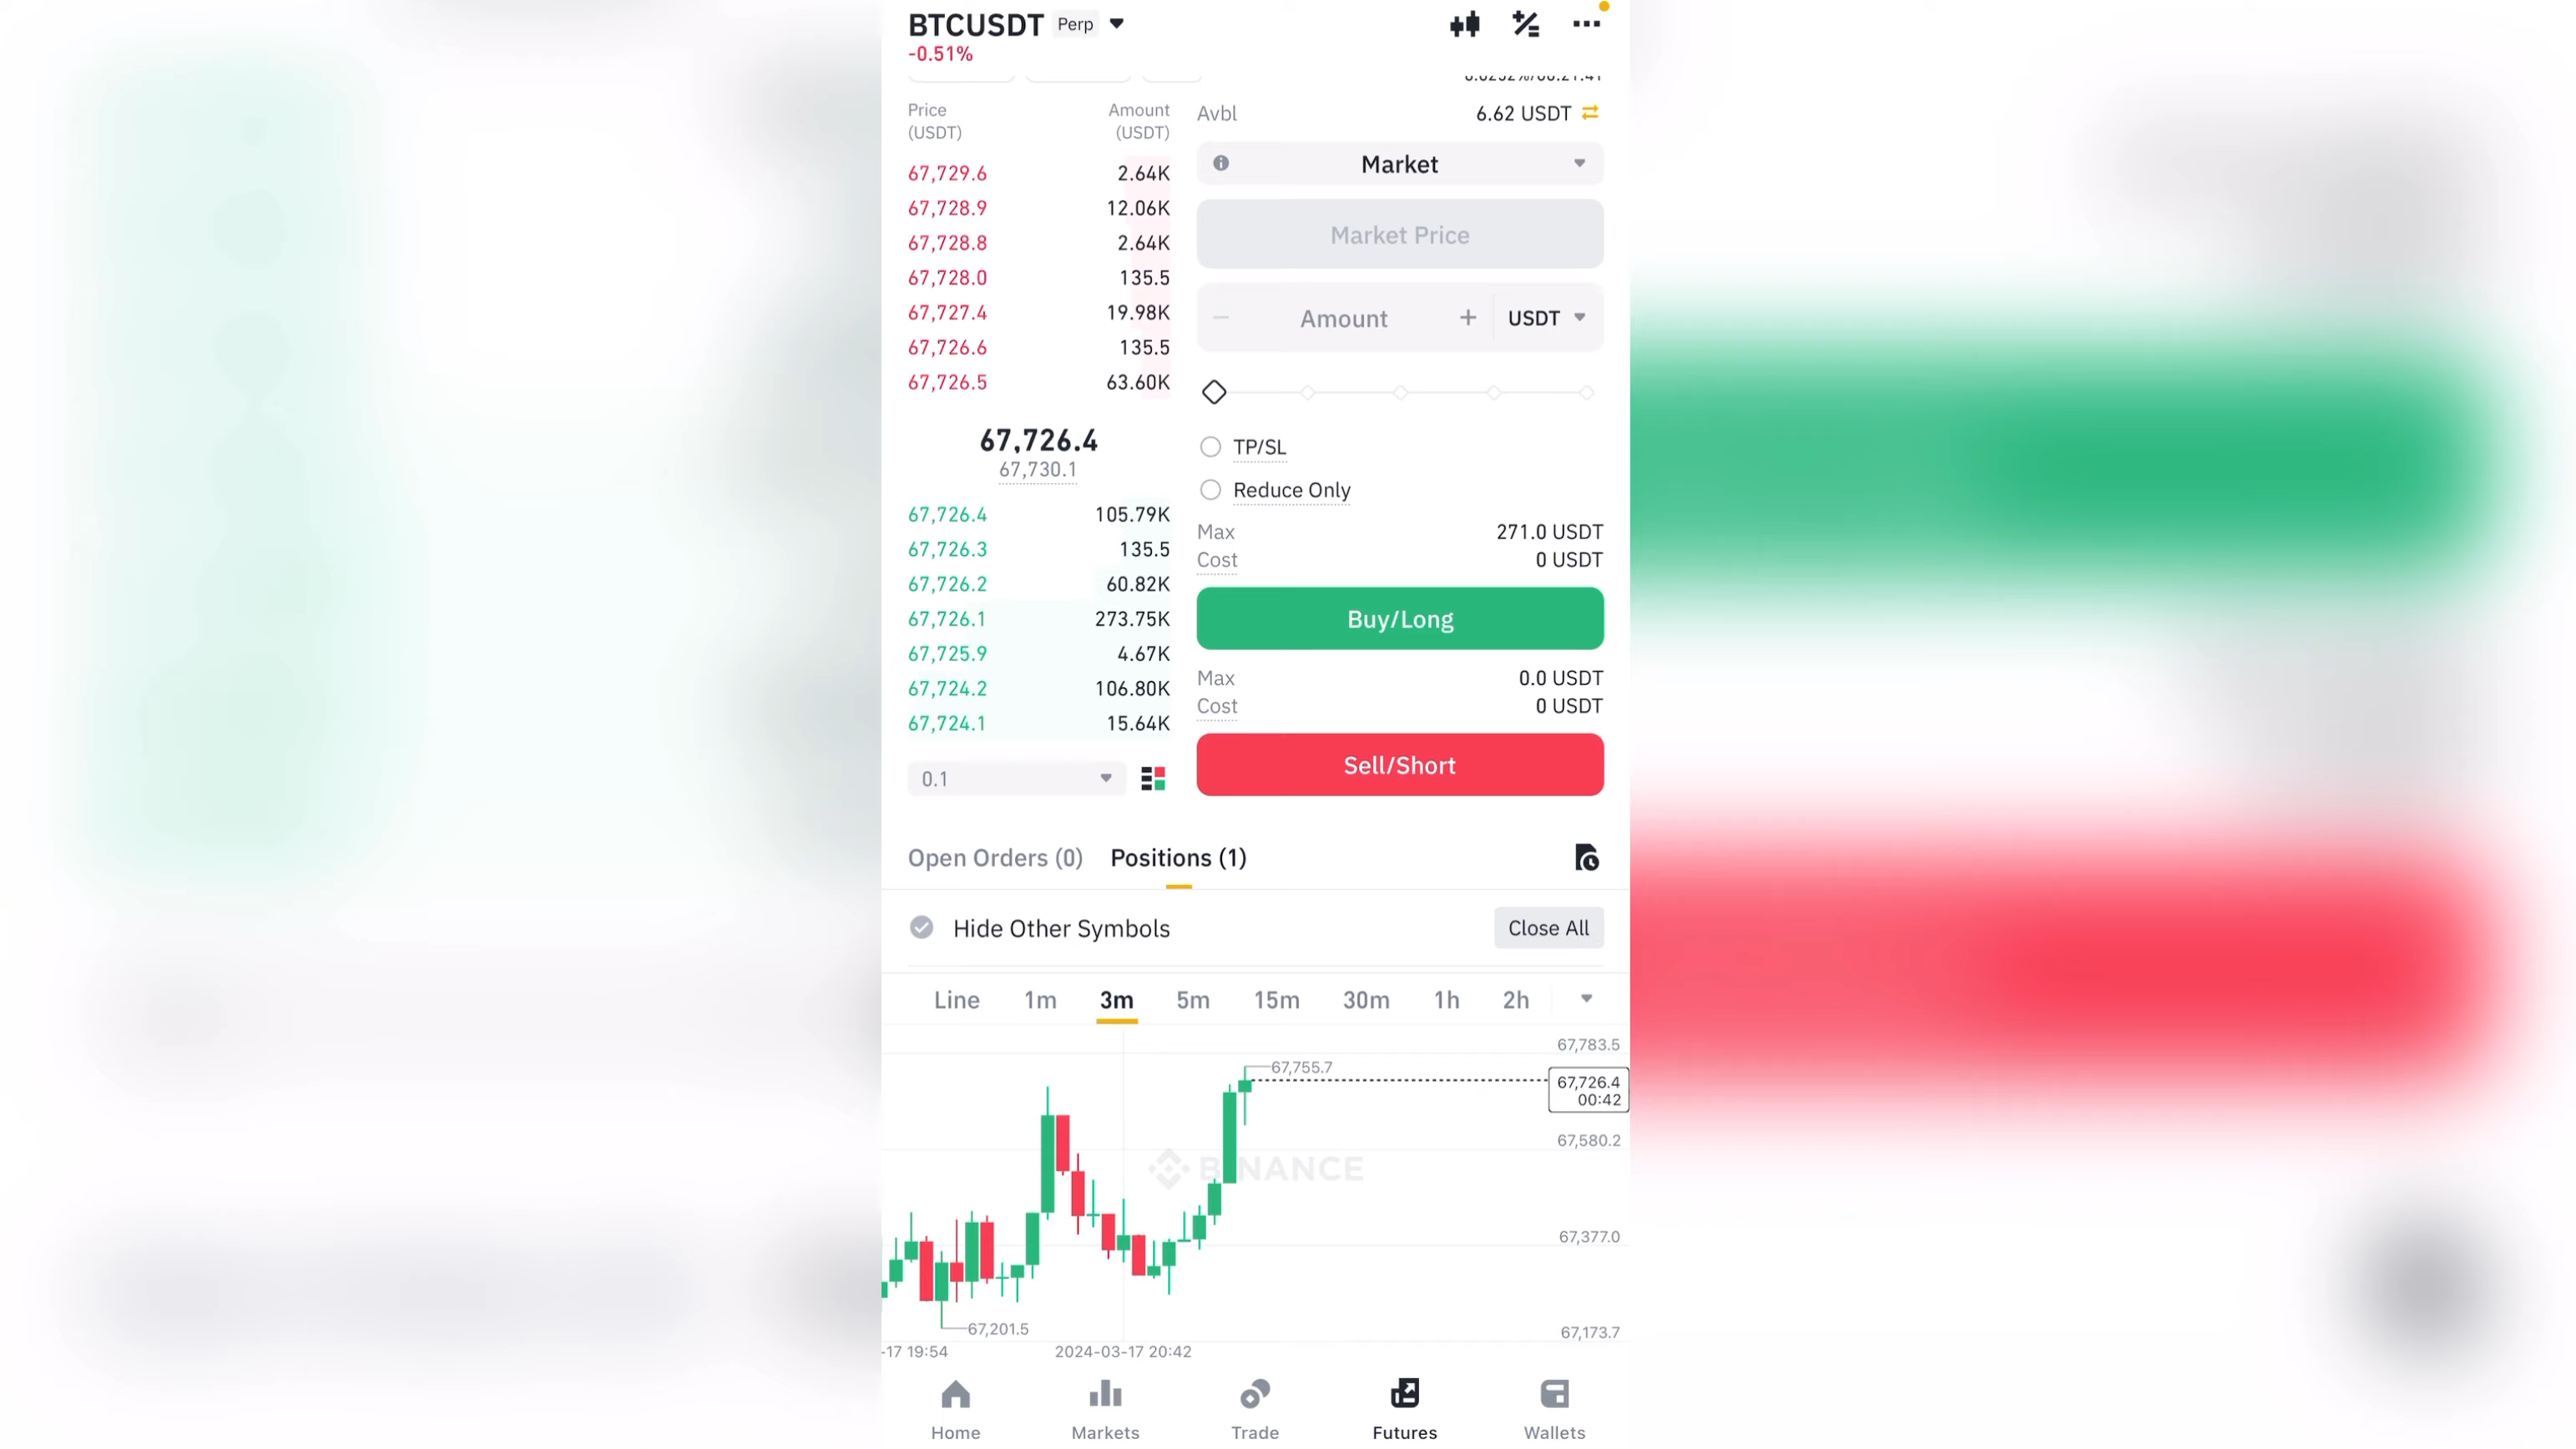 BTCUSDT Perp
-0.51%
Price (USDT)
Amount (USDT)
67,729.6 2.64K
67,728.9 12.06K
67,728.8 2.64K
67,728.0 135.5
67,727.4 19.98K
67,726.6 135.5
67,726.5 63.60K
67,726.4
67,730.1
67,726.4 105.79K
67,726.3 135.5
67,726.2 60.82K
67,726.1 273.75K
67,725.9 4.67K
67,724.2 106.80K
67,724.1 15.64K
0.1
Avbl 6.62 USDT
Market
Market Price
Amount USDT
TP/SL
Reduce Only
Max 271.0 USDT
Cost 0 USDT
Buy/Long
Max 0.0 USDT
Cost 0 USDT
Sell/Short
Open Orders (0) Positions (1)
Hide Other Symbols Close All
Line 1m 3m 5m 15m 30m 1h 2h
67,783.5
67,755.7
67,726.4
00:42
67,580.2
BINANCE
67,377.0
67,201.5
67,173.7
-17 19:54 2024-03-17 20:42
Home Markets Trade Futures Wallets